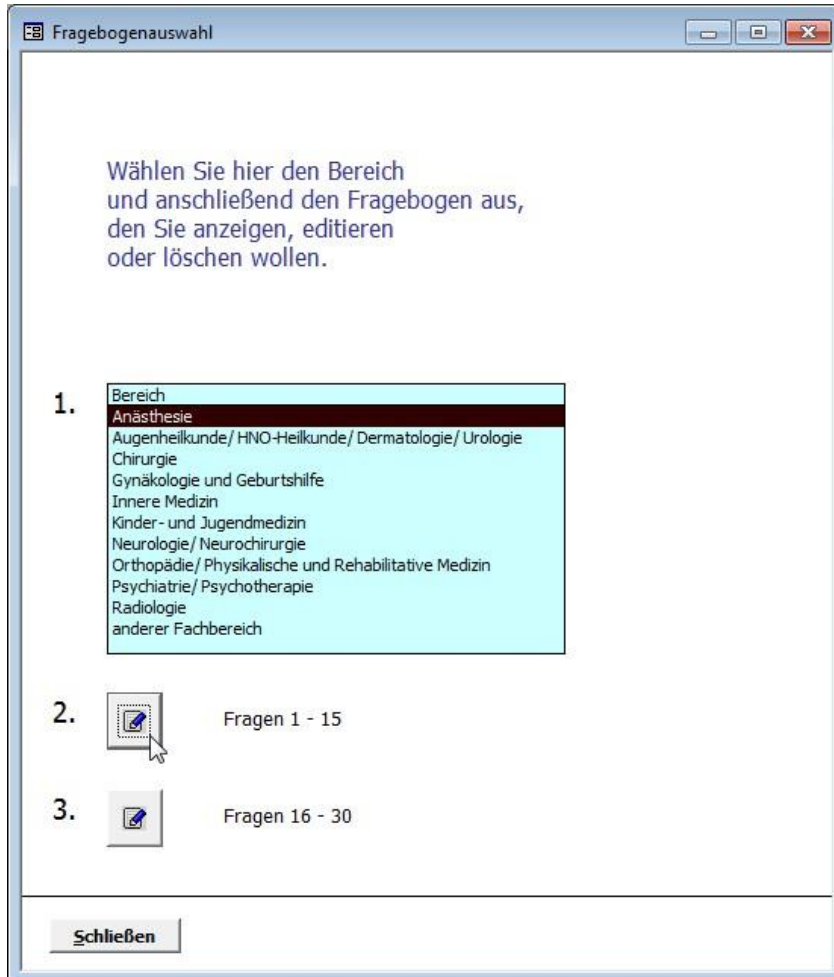 Fragebogenauswahl
Wählen Sie hier den Bereich
und anschließend den Fragebogen aus,
den Sie anzeigen, editieren
oder löschen wollen.
1.
Bereich
Anästhesie
Augenheilkunde/ HNO-Heilkunde/ Dermatologie/ Urologie
Chirurgie
Gynäkologie und Geburtshilfe
Innere Medizin
Kinder- und Jugendmedizin
Neurologie/ Neurochirurgie
Orthopädie/ Physikalische und Rehabilitative Medizin
Psychiatrie/ Psychotherapie
Radiologie
anderer Fachbereich
2. Fragen 1 - 15
3. Fragen 16 - 30
Schließen